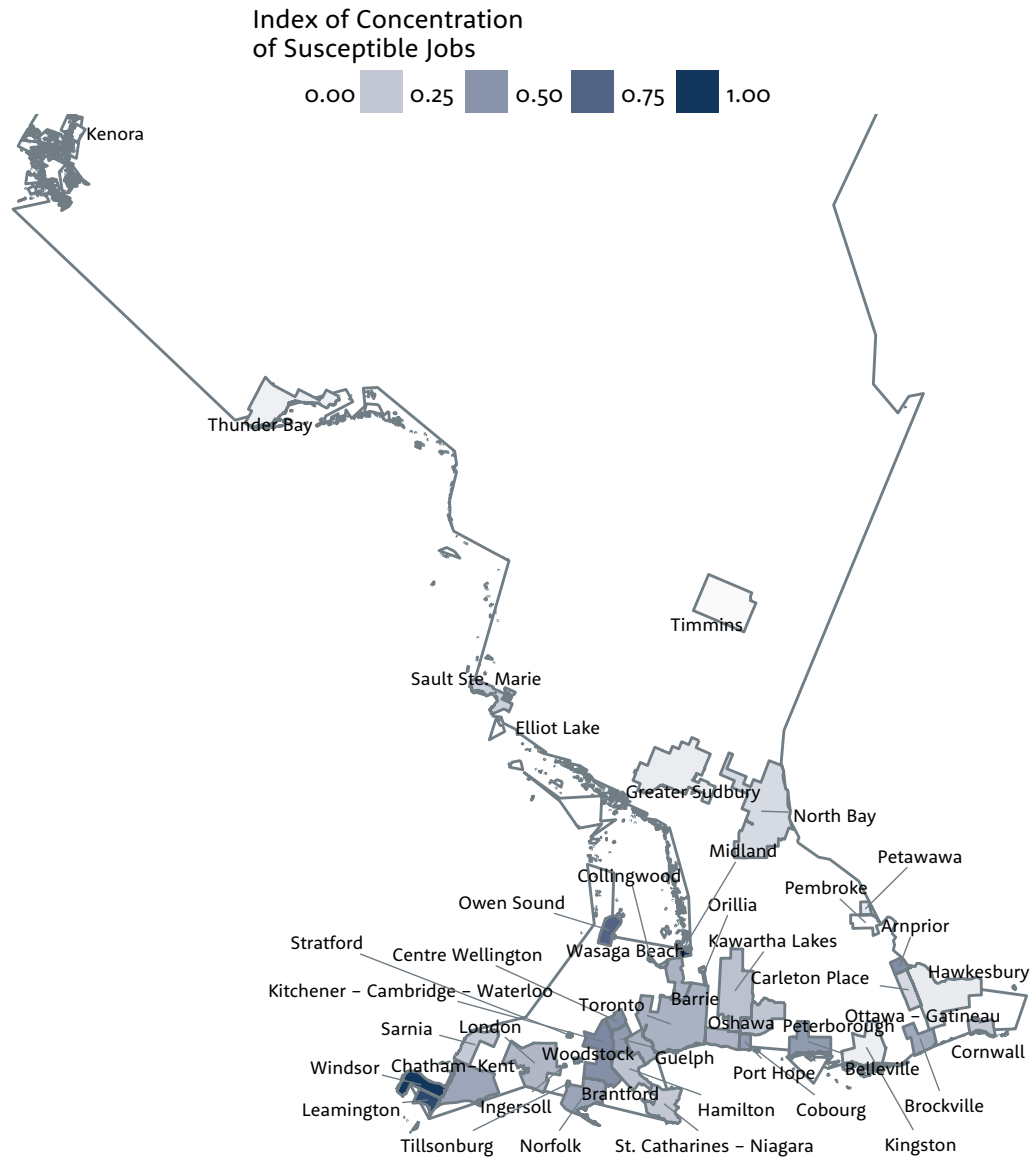 Index of Concentration
of Susceptible Jobs
0.00 0.25 0.50 0.75 1.00
Kenora
Thunder Bay
Timmins
Sault Ste. Marie
Elliot Lake
Greater Sudbury
North Bay
Midland
Petawawa
Collingwood
Pembroke
Owen Sound
Orillia
Arnprior
Stratford
Centre Wellington
Wasaga Beach
Kawartha Lakes
Carleton Place
Hawkesbury
Kitchener – Cambridge – Waterloo
Toronto
Barrie
Ottawa – Gatineau
Sarnia
London
Oshawa
Peterborough
Windsor
Chatham–Kent
Woodstock
Guelph
Port Hope
Belleville
Cornwall
Leamington
Ingersoll
Brantford
Hamilton
Cobourg
Brockville
Tillsonburg
Norfolk
St. Catharines – Niagara
Kingston